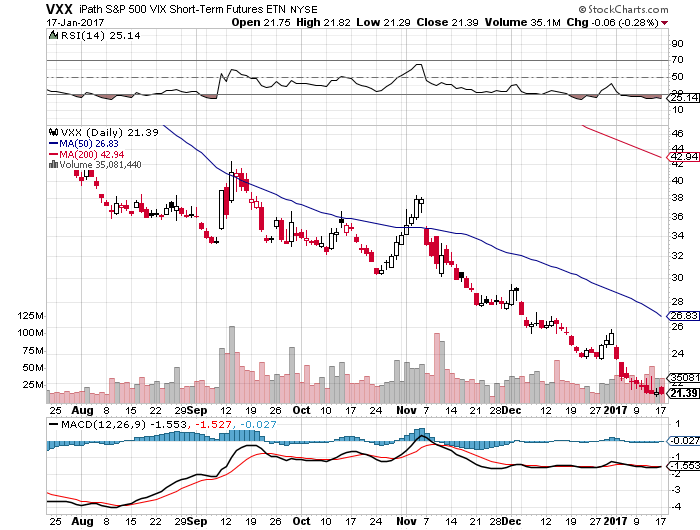 VXX iPath S&P 500 VIX Short-Term Futures ETN NYSE © StockCharts.com
17-Jan-2017 Open 21.75 High 21.82 Low 21.29 Close 21.39 Volume 35.1M Chg -0.06 (-0.28%)
RSI(14) 25.14
90
70
50
30
25.14
10
VXX (Daily) 21.39
MA(50) 26.83
MA(200) 42.94
Volume 35,081,440
46
44
42.94
42
40
38
36
34
32
30
28
26.83
26
22
21.39
125M
100M
75M
50M
25M
25 Aug 8 15 22 29 Sep 12 19 26 Oct 10 17 24 Nov 7 14 21 28 Dec 12 19 27 2017 9 17
MACD(12,26,9) -1.553, -1.527, -0.027
1
-0.027
-1
-1.553
-2
-3
-4
25 Aug 8 15 22 29 Sep 12 19 26 Oct 10 17 24 Nov 7 14 21 28 Dec 12 19 27 2017 9 17